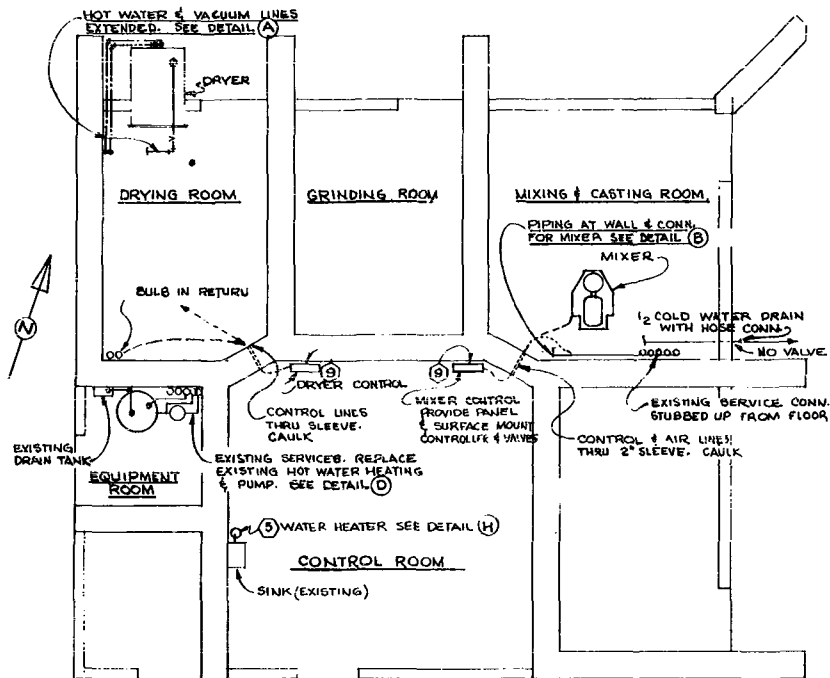 HOT WATER & VACUUM LINES
EXTENDED. SEE DETAIL A
DRYER
DRYING ROOM
GRINDING ROOM
MIXING & CASTING ROOM
PIPING AT WALL & CONN.
FOR MIXER SEE DETAIL B
MIXER
BULB IN RETURN
N
1/2 COLD WATER DRAIN
WITH HOSE CONN.
NO VALVE
9
DRYER CONTROL
9
MIXER CONTROL
PROVIDE PANEL
& SURFACE MOUNT
& VALVES
CONTROL LINES
THRU SLEEVE.
CAULK
EXISTING SERVICE CONN.
STUBBED UP FROM FLOOR
CONTROL & AIR LINES
THRU 2" SLEEVE. CAULK
EXISTING
DRAIN TANK
EXISTING SERVICES. REPLACE
EXISTING HOT WATER HEATING
& PUMP. SEE DETAIL D
EQUIPMENT
ROOM
5 WATER HEATER SEE DETAIL H
CONTROL ROOM
SINK (EXISTING)